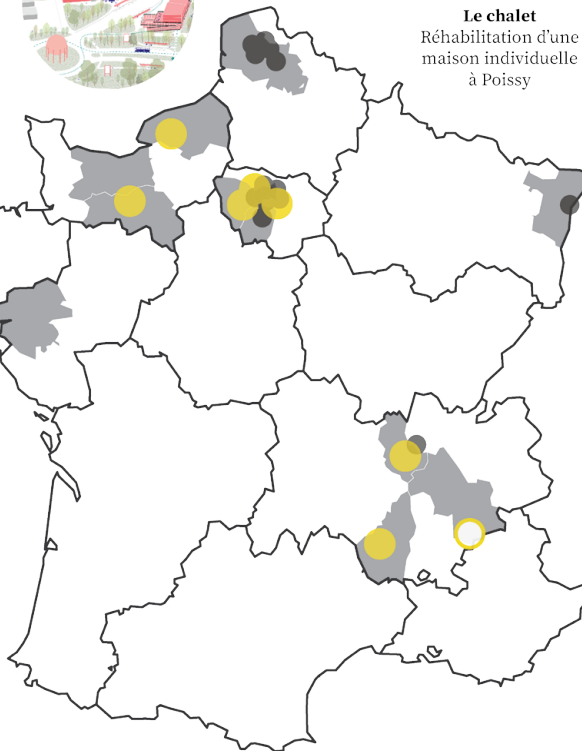 Le chalet
Réhabilitation d'une
maison individuelle
à Poissy